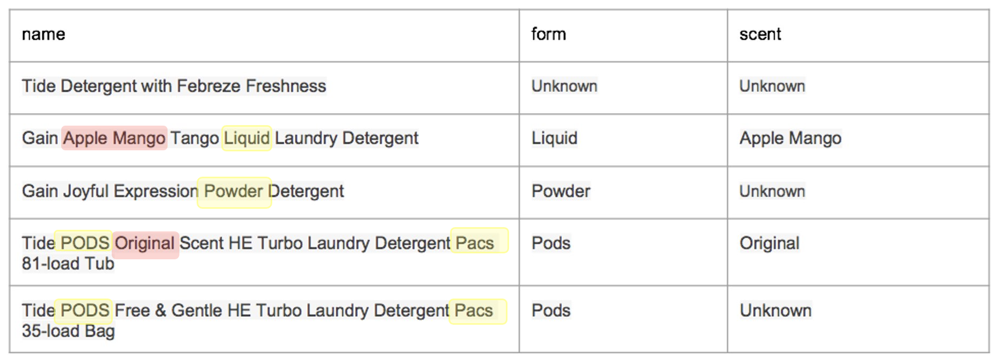 name form scent
Tide Detergent with Febreze Freshness Unknown Unknown
Gain Apple Mango Tango Liquid Laundry Detergent Liquid Apple Mango
Gain Joyful Expression Powder Detergent Powder Unknown
Tide PODS Original Scent HE Turbo Laundry Detergent Pacs Pods Original
81-load Tub
Tide PODS Free & Gentle HE Turbo Laundry Detergent Pacs Pods Unknown
35-load Bag